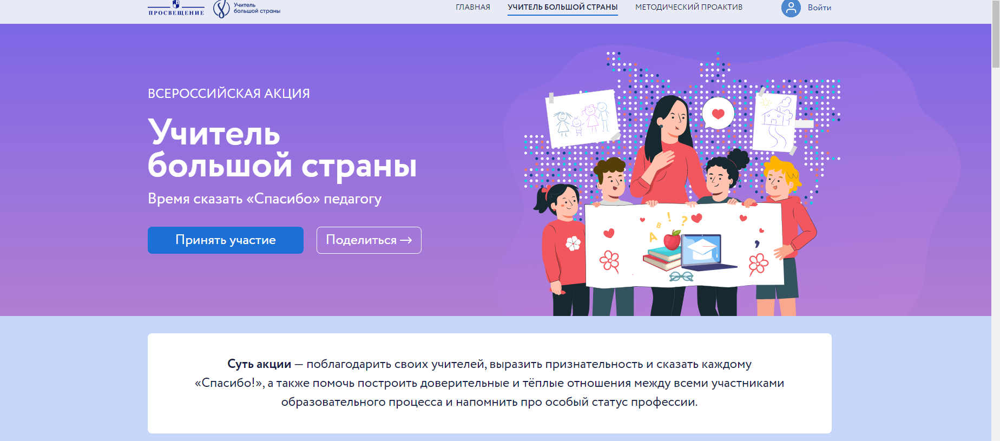 ПРОСВЕЩЕНИЕ
Учитель
большой страны
ГЛАВНАЯ
УЧИТЕЛЬ БОЛЬШОЙ СТРАНЫ
МЕТОДИЧЕСКИЙ ПРОАКТИВ
Войти
ВСЕРОССИЙСКАЯ АКЦИЯ
Учитель
большой страны
Время сказать «Спасибо» педагогу
Принять участие
Поделиться →
А В ! ?
,
Суть акции — поблагодарить своих учителей, выразить признательность и сказать каждому
«Спасибо!», а также помочь построить доверительные и тёплые отношения между всеми участниками
образовательного процесса и напомнить про особый статус профессии.